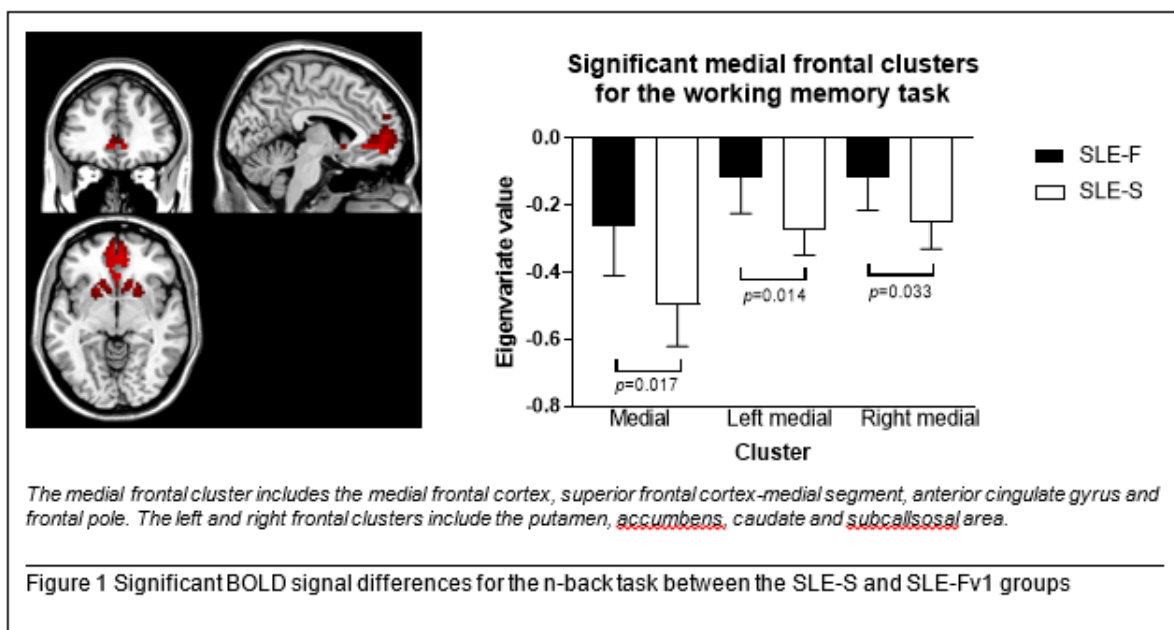 Significant medial frontal clusters
for the working memory task
0.0
-0.2
-0.4
-0.6
-0.8
Eigenvariate value
p=0.017
p=0.014
p=0.033
Medial
Left medial
Right medial
Cluster
SLE-F
SLE-S
The medial frontal cluster includes the medial frontal cortex, superior frontal cortex-medial segment, anterior cingulate gyrus and
frontal pole. The left and right frontal clusters include the putamen, accumbens, caudate and subcallsosal area.
Figure 1 Significant BOLD signal differences for the n-back task between the SLE-S and SLE-Fv1 groups